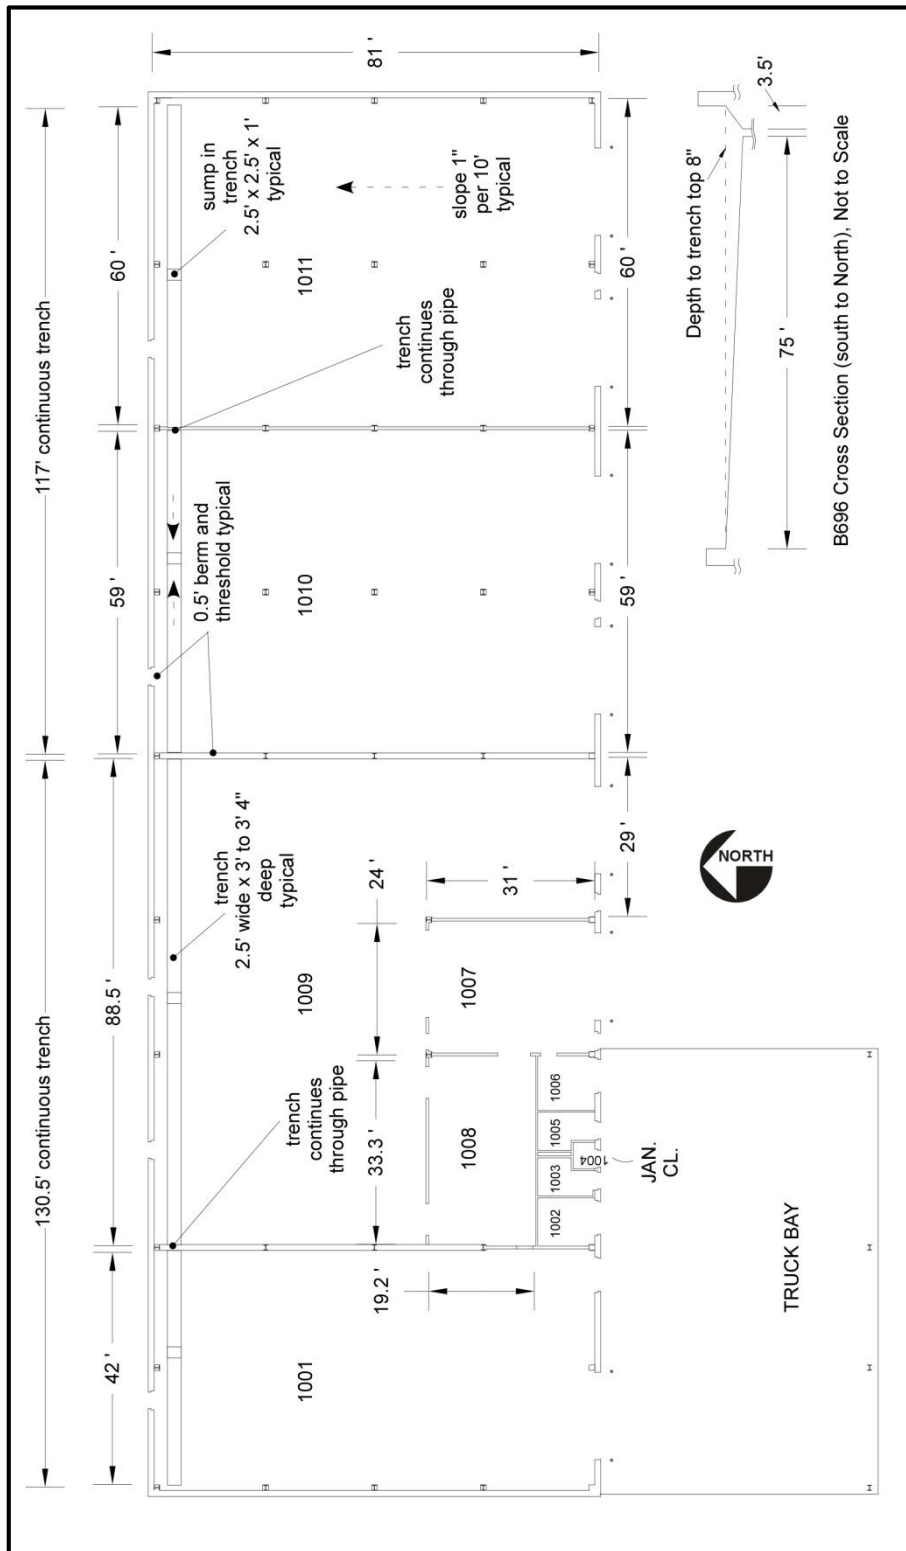 117' continuous trench
130.5' continuous trench
60 '
59 '
88.5 '
42 '
81 '
sump in
trench
2.5' x 2.5' x 1'
typical
slope 1"
per 10'
typical
1011
trench
continues
through pipe
0.5' berm and
threshold typical
1010
60 '
59 '
29 '
trench
2.5' wide x 3' to 3' 4"
deep
typical
24 '
31 '
1009
1007
trench
continues
through pipe
33.3 '
1008
19.2 '
1001
1006
1005
1004
1003
1002
JAN.
CL.
TRUCK BAY
NORTH
Depth to trench top 8"
3.5'
75 '
B696 Cross Section (south to North), Not to Scale